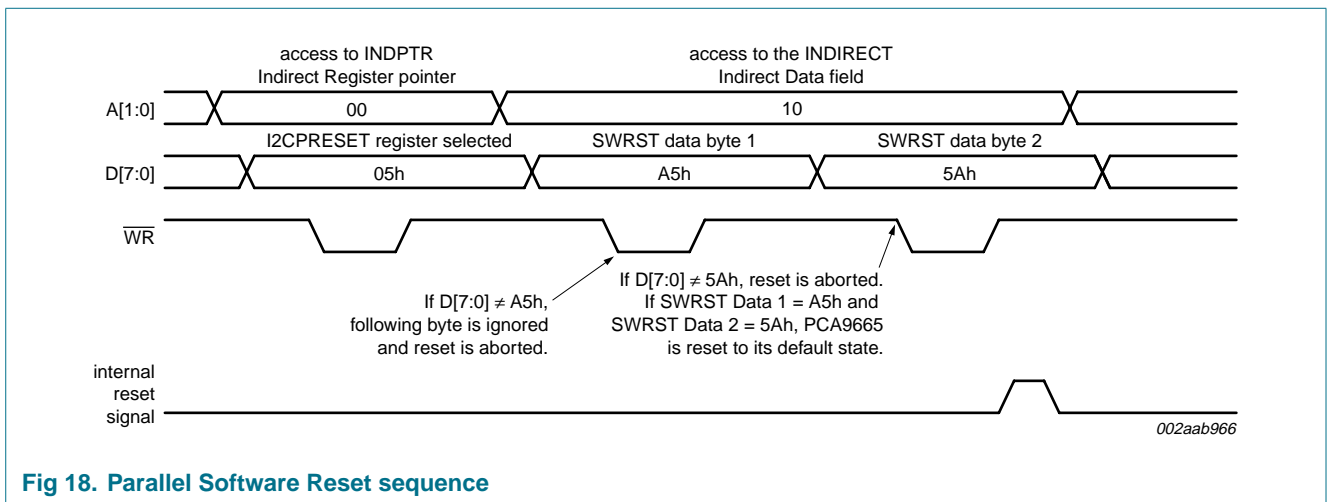 access to INDPTR
Indirect Register pointer
access to the INDIRECT
Indirect Data field
A[1:0]
00
10
I2CPRESET register selected
SWRST data byte 1
SWRST data byte 2
D[7:0]
05h
A5h
5Ah
WR
If D[7:0] ≠ A5h,
following byte is ignored
and reset is aborted.
If D[7:0] ≠ 5Ah, reset is aborted.
If SWRST Data 1 = A5h and
SWRST Data 2 = 5Ah, PCA9665
is reset to its default state.
internal
reset
signal
002aab966
Fig 18. Parallel Software Reset sequence